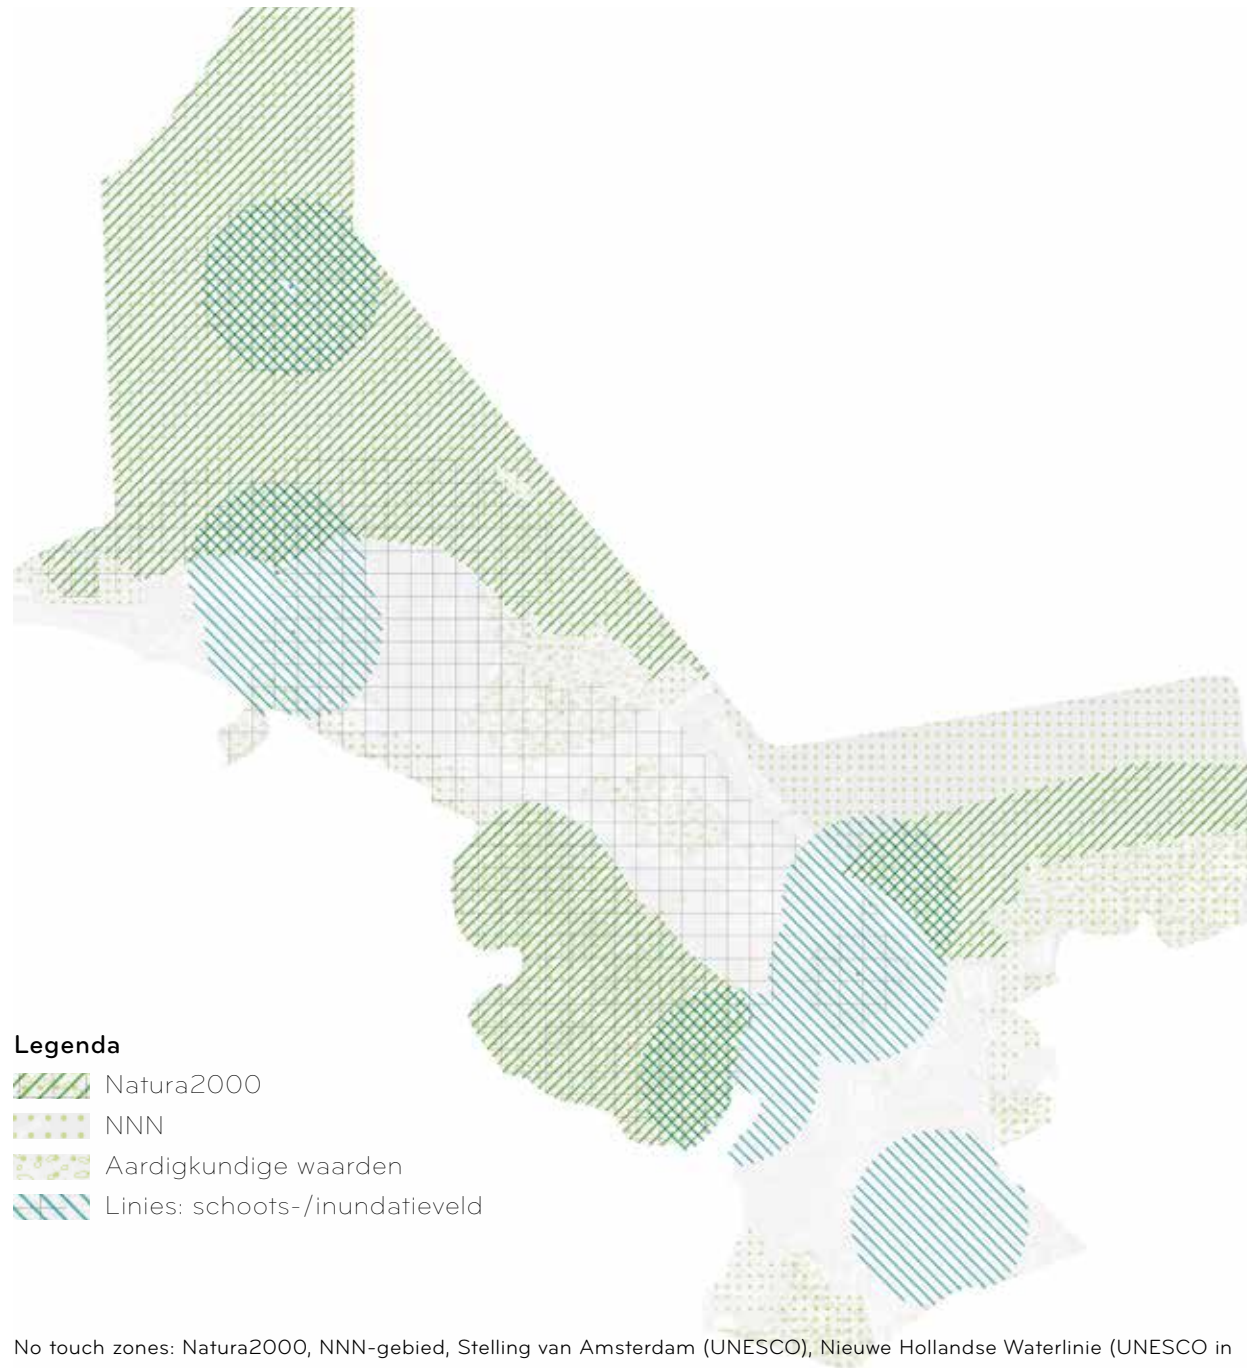 Legenda
Natura2000
NNN
Aardigkundige waarden
Linies: schoots-/inundatieveld
No touch zones: Natura2000, NNN-gebied, Stelling van Amsterdam (UNESCO), Nieuwe Hollandse Waterlinie (UNESCO in